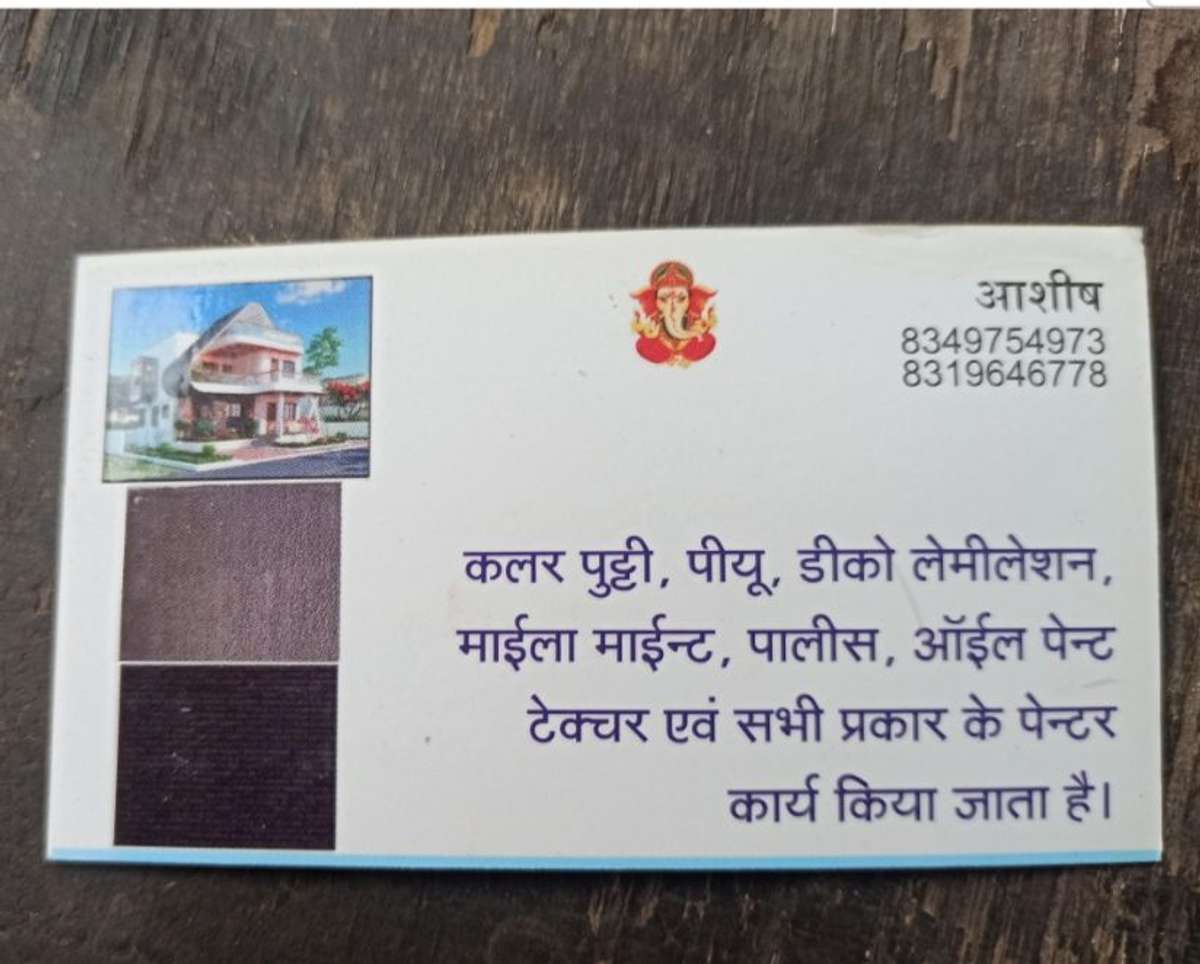 आशीष
8349754973
8319646778
कलर पुट्टी, पीयू, डीको लेमीलेशन,
माईला माईन्ट, पालीस, ऑईल पेन्ट
टेक्चर एवं सभी प्रकार के पेन्टर
कार्य किया जाता है।